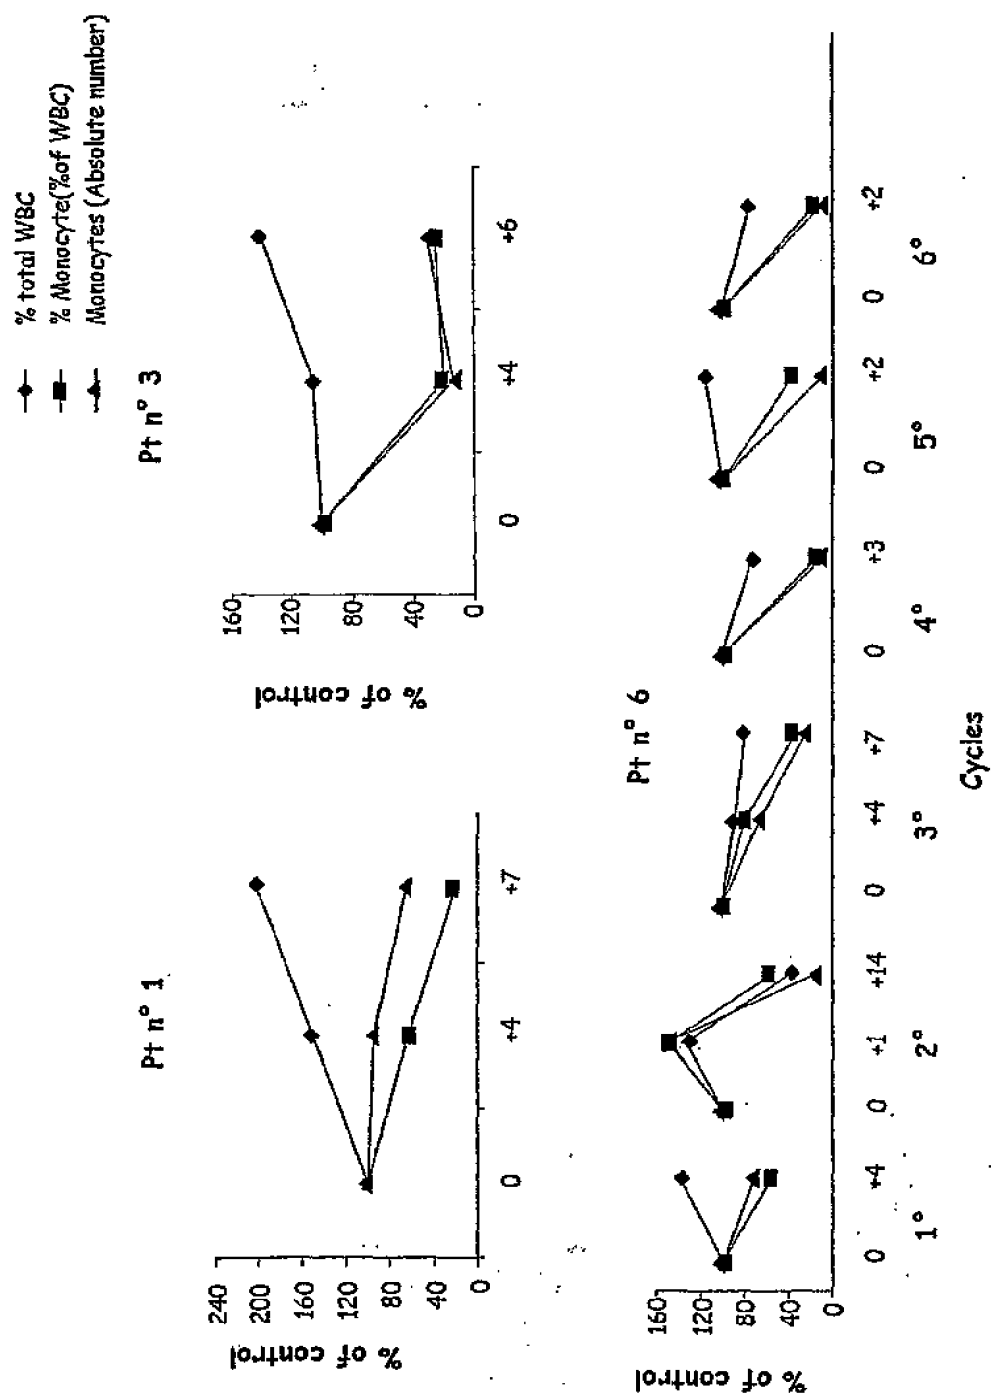 % total WBC
% Monocyte(%of WBC)
Monocytes (Absolute number)
Pt n° 1
% of control
240
200
160
120
80
40
0
0 +4 +7
Pt n° 3
% of control
160
120
80
40
0
0 +4 +6
Pt n° 6
% of control
160
120
80
40
0
0 +4 0 +1 +14 0 +4 +7 0 +3 0 +2 0 +2
1° 2° 3° 4° 5° 6°
Cycles